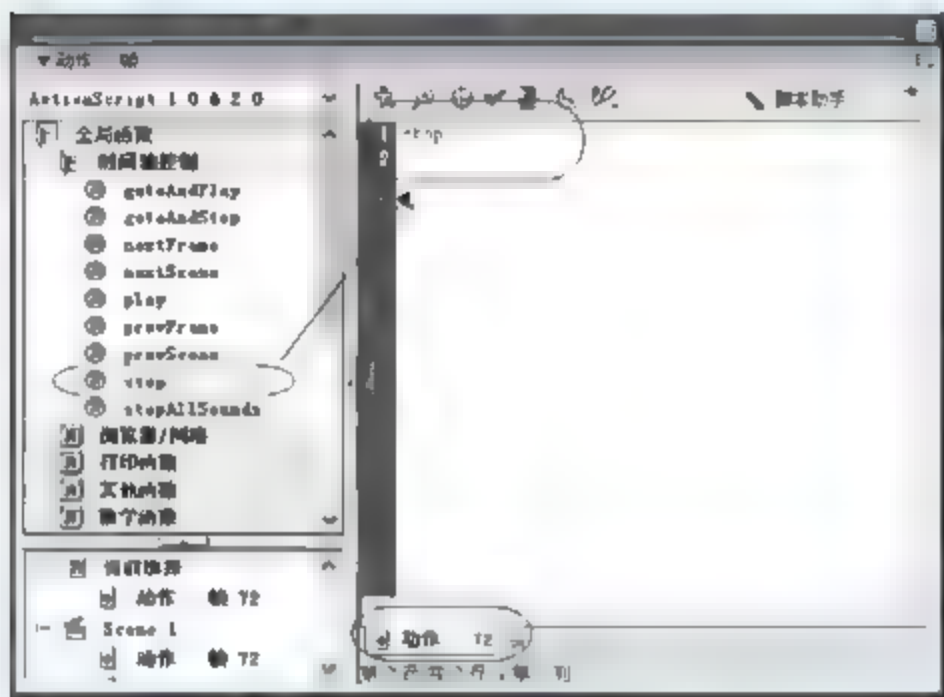 动作 帧
ActionScript 1.0 & 2.0
全局函数
时间轴控制
gotoAndPlay
gotoAndStop
nextFrame
nextScene
play
prevFrame
prevScene
stop
stopAllSounds
浏览器/网络
打印函数
其他函数
数学函数
当前选择
动作 帧 72
Scene 1
动作 帧 72
脚本助手
stop
动作 72